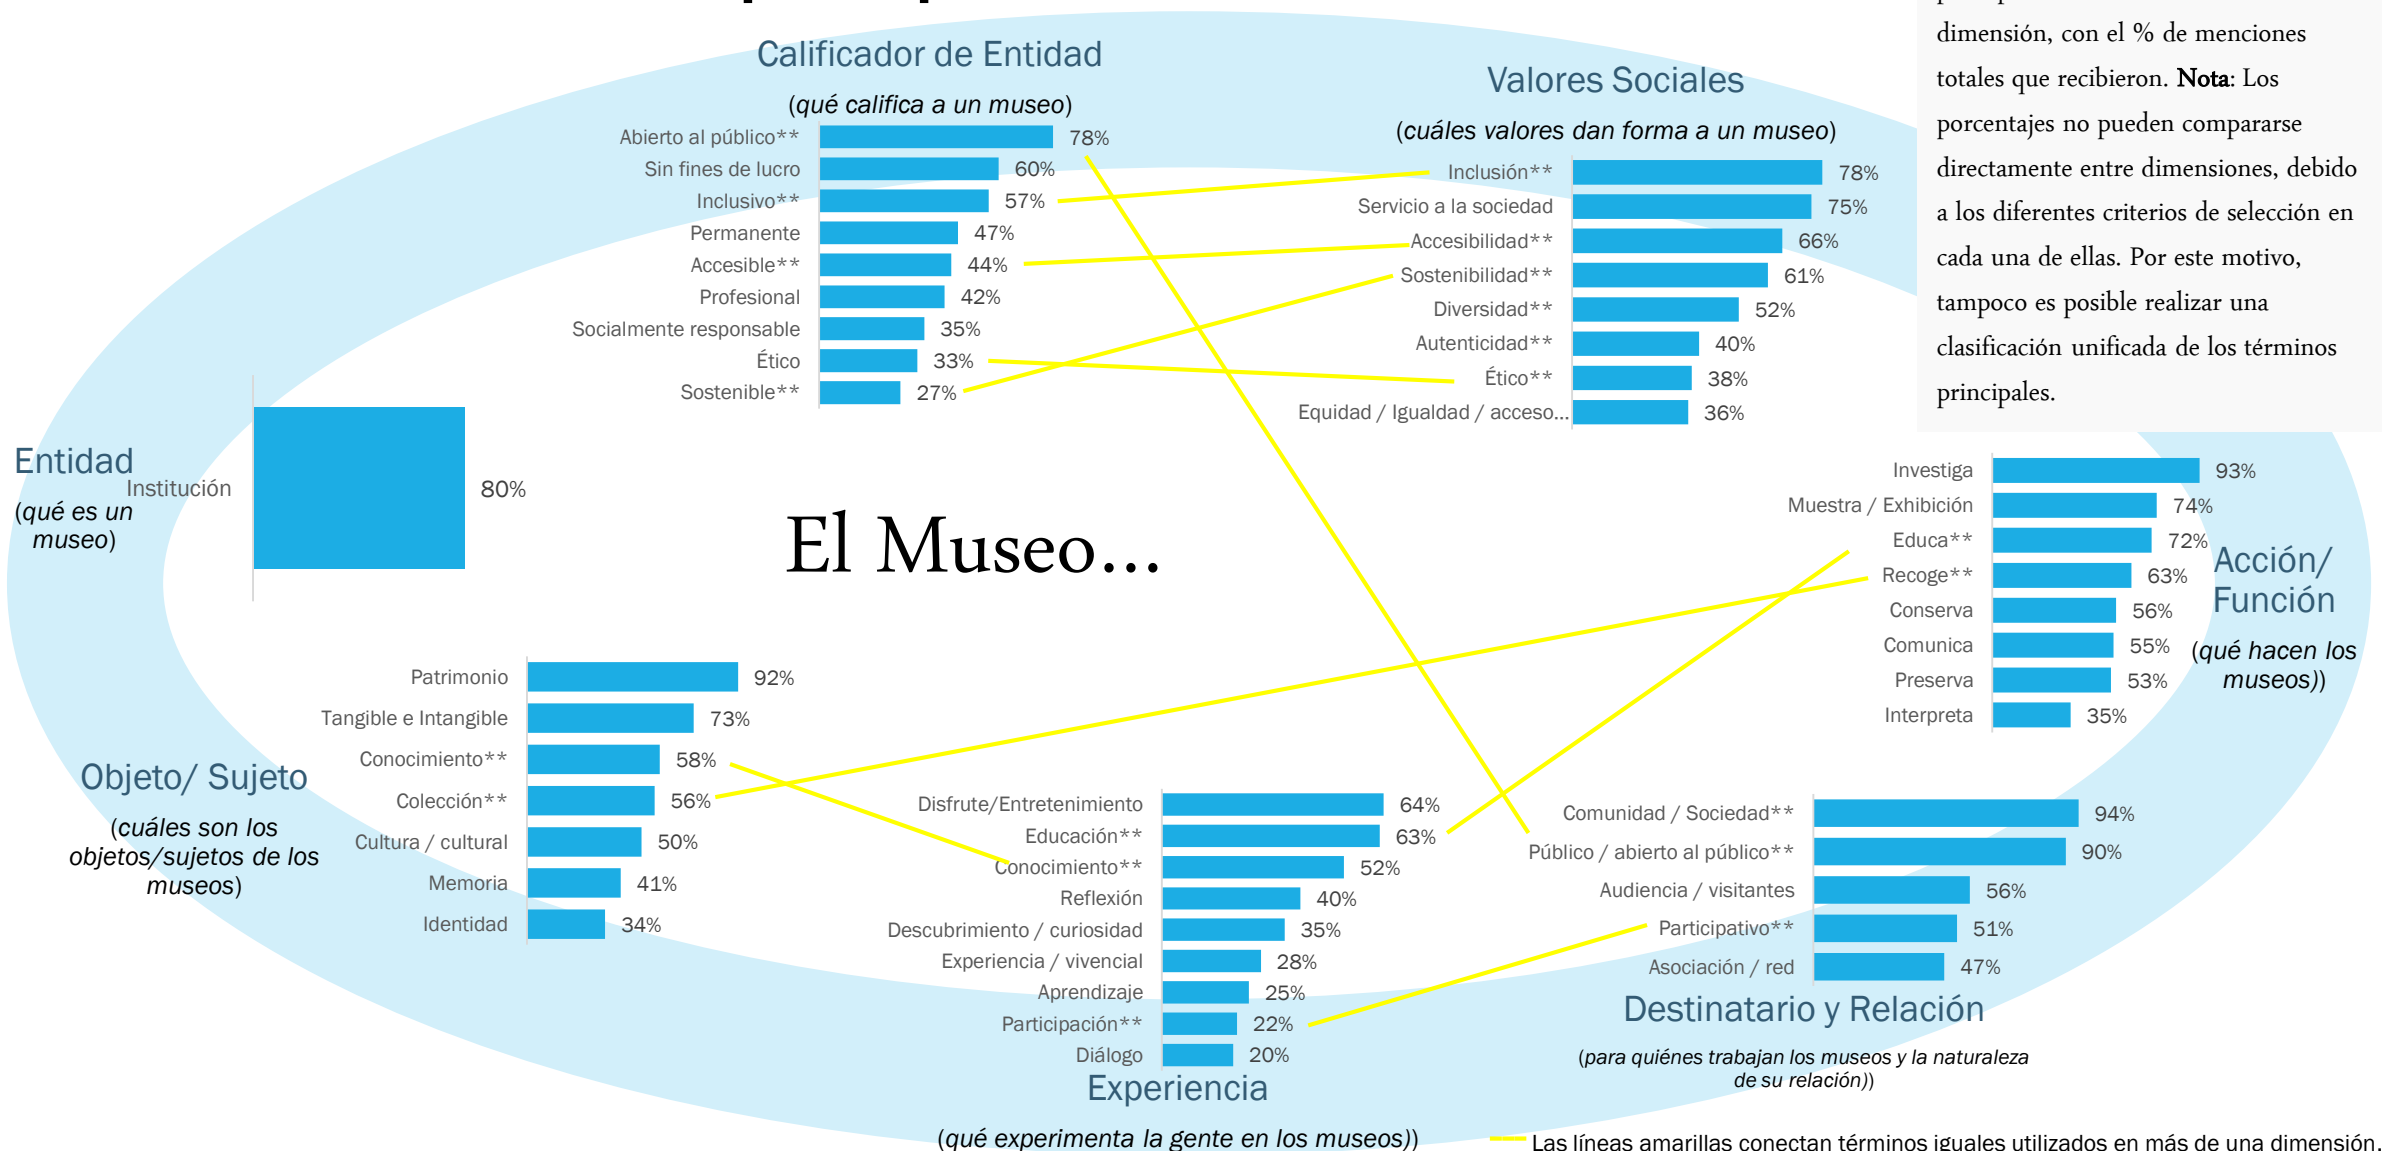 Calificador de Entidad
(qué califica a un museo)
Abierto al público** 78%
Sin fines de lucro 60%
Inclusivo** 57%
Permanente 47%
Accesible** 44%
Profesional 42%
Socialmente responsable 35%
Ético 33%
Sostenible** 27%
Valores Sociales
(cuáles valores dan forma a un museo)
Inclusión** 78%
Servicio a la sociedad 75%
Accesibilidad** 66%
Sostenibilidad** 61%
Diversidad** 52%
Autenticidad** 40%
Ético** 38%
Equidad / Igualdad / acceso... 36%
dimensión, con el % de menciones
totales que recibieron. Nota: Los
porcentajes no pueden compararse
directamente entre dimensiones, debido
a los diferentes criterios de selección en
cada una de ellas. Por este motivo,
tampoco es posible realizar una
clasificación unificada de los términos
principales.
Entidad
(qué es un
museo)
Institución 80%
El Museo...
Investiga 93%
Muestra / Exhibición 74%
Educa** 72%
Recoge** 63%
Conserva 56%
Comunica 55%
Preserva 53%
Interpreta 35%
Acción/
Función
(qué hacen los
museos))
Objeto/ Sujeto
(cuáles son los
objetos/sujetos de los
museos)
Patrimonio 92%
Tangible e Intangible 73%
Conocimiento** 58%
Colección** 56%
Cultura / cultural 50%
Memoria 41%
Identidad 34%
Disfrute/Entretenimiento 64%
Educación** 63%
Conocimiento** 52%
Reflexión 40%
Descubrimiento / curiosidad 35%
Experiencia / vivencial 28%
Aprendizaje 25%
Participación** 22%
Diálogo 20%
Experiencia
(qué experimenta la gente en los museos))
Comunidad / Sociedad** 94%
Público / abierto al público** 90%
Audiencia / visitantes 56%
Participativo** 51%
Asociación / red 47%
Destinatario y Relación
(para quiénes trabajan los museos y la naturaleza
de su relación))
Las líneas amarillas conectan términos iguales utilizados en más de una dimensión.